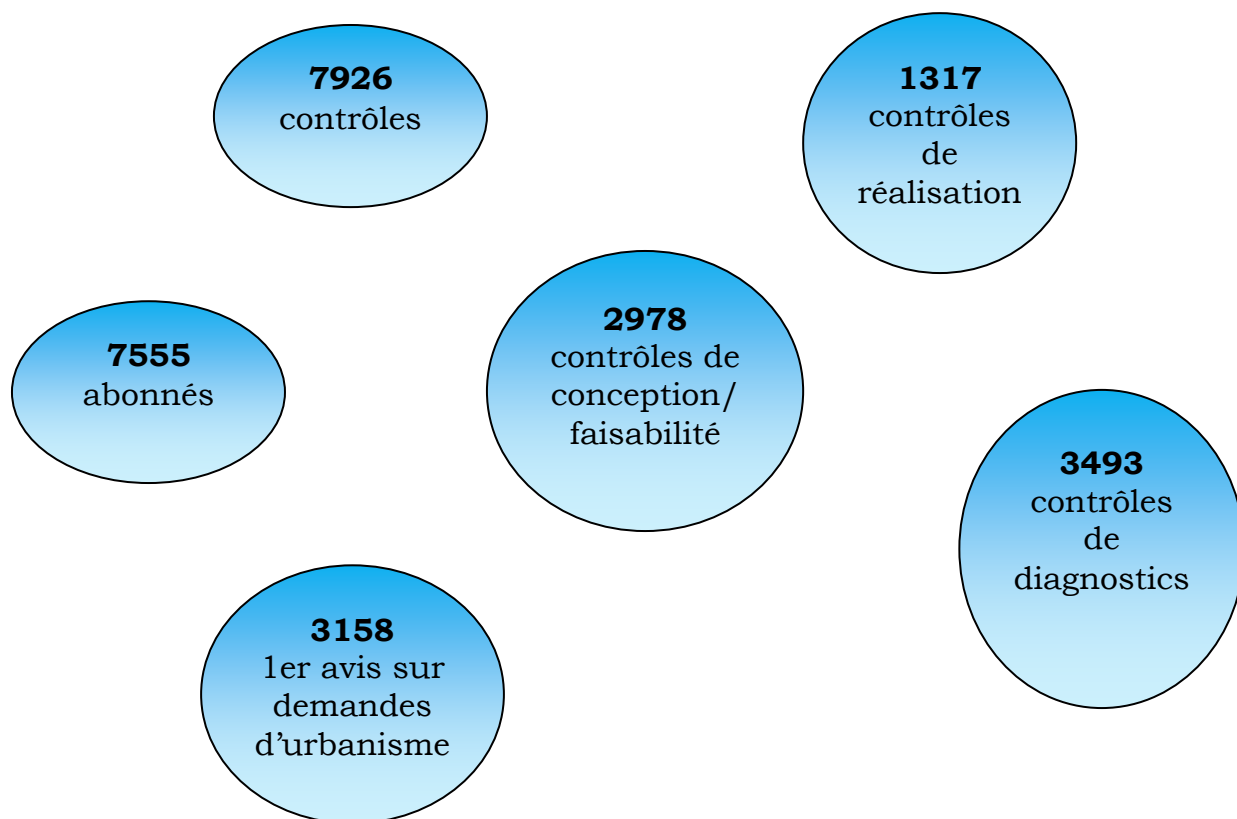 7926
contrôles
1317
contrôles
de
réalisation
7555
abonnés
2978
contrôles de
conception/
faisabilité
3493
contrôles
de
diagnostics
3158
1er avis sur
demandes
d’urbanisme